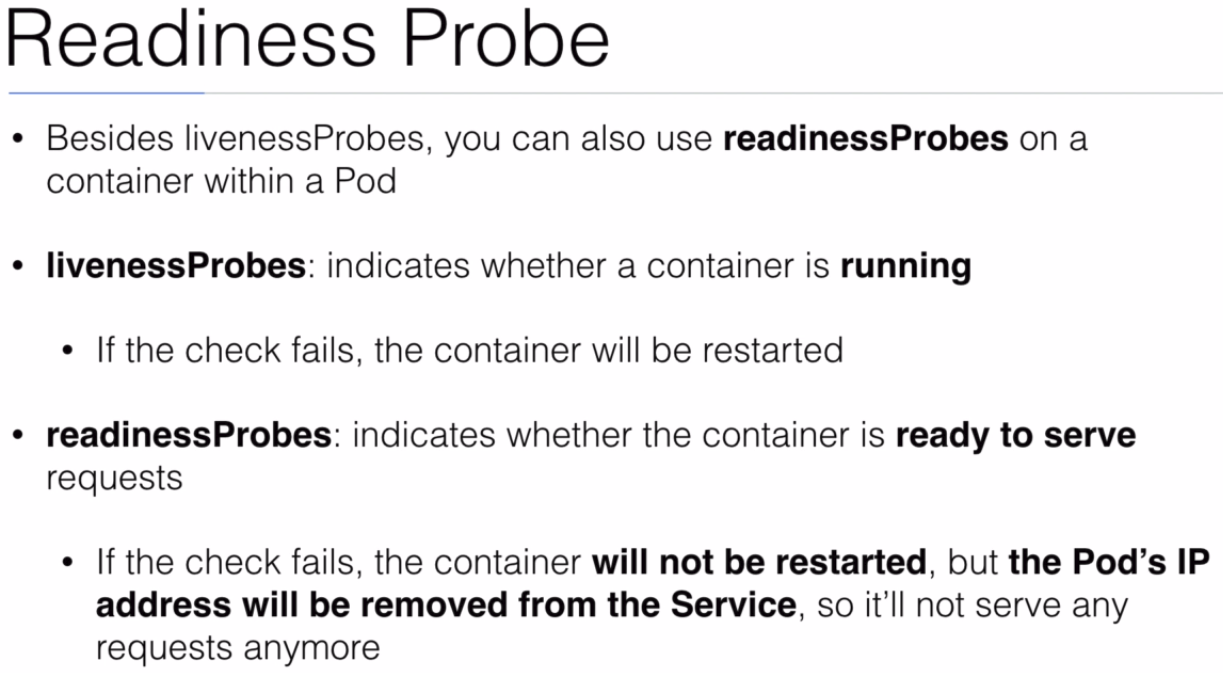 Readiness Probe
• Besides livenessProbes, you can also use readinessProbes on a
container within a Pod
• livenessProbes: indicates whether a container is running
• If the check fails, the container will be restarted
• readinessProbes: indicates whether the container is ready to serve
requests
• If the check fails, the container will not be restarted, but the Pod’s IP
address will be removed from the Service, so it’ll not serve any
requests anymore